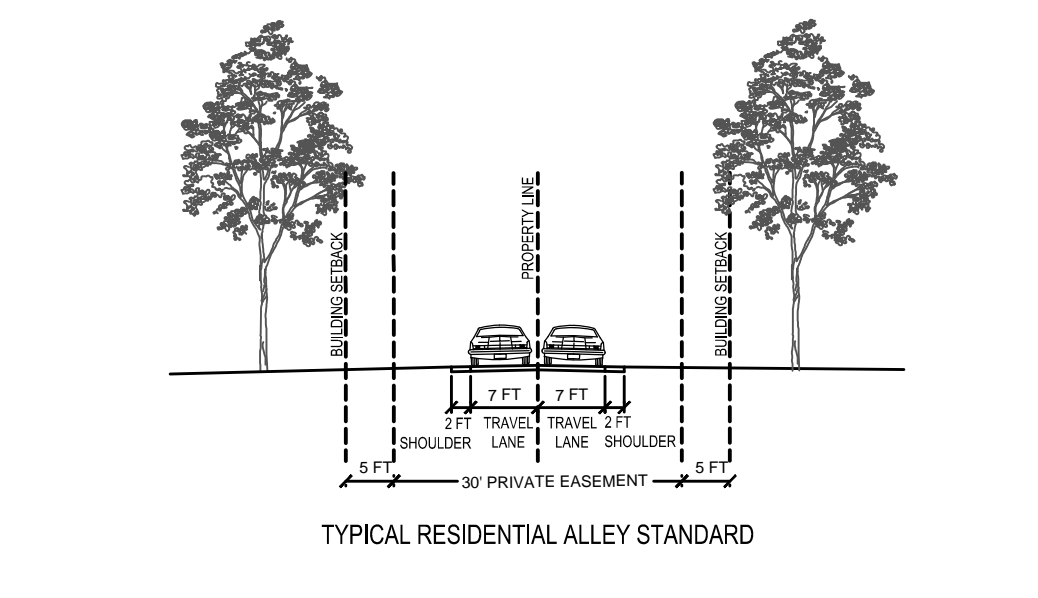 BUILDING SETBACK
PROPERTY LINE
BUILDING SETBACK
7 FT
7 FT
2 FT
SHOULDER
TRAVEL
LANE
TRAVEL
LANE
2 FT
SHOULDER
5 FT
30' PRIVATE EASEMENT
5 FT
TYPICAL RESIDENTIAL ALLEY STANDARD